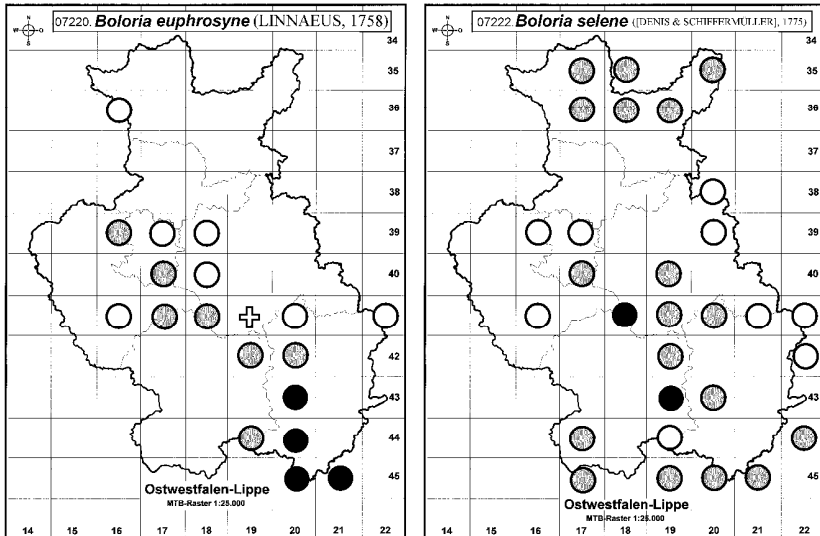 07220. Boloria euphrosyne (LINNAEUS, 1758)
N
W O
S
34
35
36
37
38
39
40
42
43
44
45
Ostwestfalen-Lippe
MTB-Raster 1:25.000
14 15 16 17 18 19 20 21 22
07222. Boloria selene ([DENIS & SCHIFFERMÜLLER], 1775)
N
W O
S
34
35
36
37
38
39
40
42
43
44
45
Ostwestfalen-Lippe
MTB-Raster 1:25.000
14 15 16 17 18 19 20 21 22